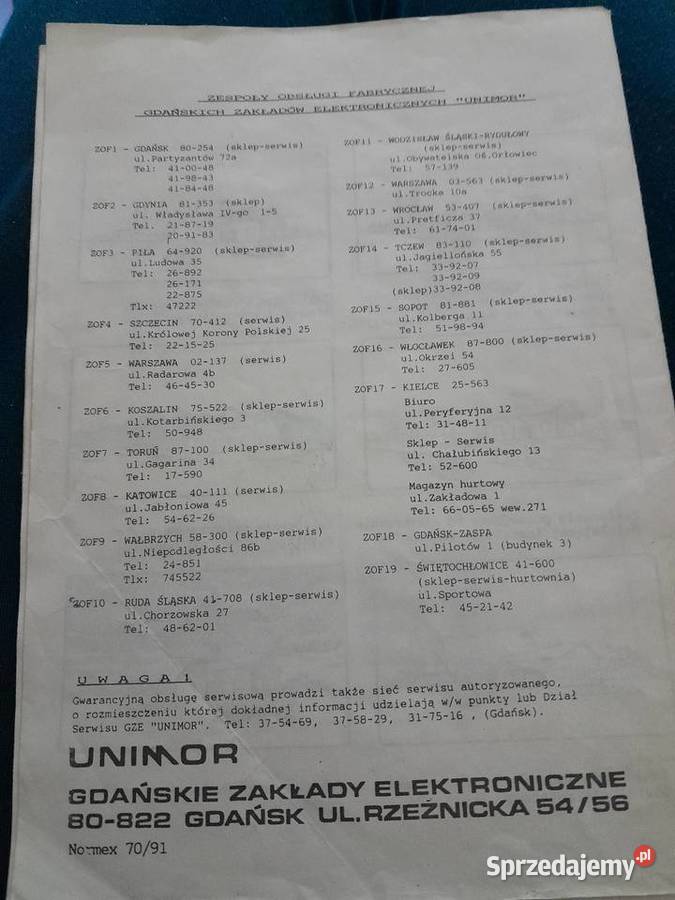 ZESPOŁY OBSŁUGI FABRYCZNEJ
GDAŃSKICH ZAKŁADÓW ELEKTRONICZNYCH "UNIMOR"
ZOF1 - GDAŃSK 80-254 (sklep-serwis)
ul.Partyzantów 72a
Tel: 41-00-48
41-98-43
41-84-48
ZOF2 - GDYNIA 81-353 (sklep)
ul. Władysława IV-go 1-5
Tel. 21-87-19
20-91-83
ZOF3 - PIŁA 64-920 (sklep-serwis)
ul.Ludowa 35
Tel: 26-892
26-171
22-875
Tlx: 47222
ZOF4 - SZCZECIN 70-412 (serwis)
ul.Królowej Korony Polskiej 25
Tel: 22-15-25
ZOF5 - WARSZAWA 02-137 (serwis)
ul.Radarowa 4b
Tel: 46-45-30
ZOF6 - KOSZALIN 75-522 (sklep-serwis)
ul.Kotarbińskiego 3
Tel: 50-948
ZOF7 - TORUŃ 87-100 (sklep-serwis)
ul.Gagarina 34
Tel: 17-590
ZOF8 - KATOWICE 40-111 (serwis)
ul.Jabłoniowa 45
Tel: 54-62-26
ZOF9 - WAŁBRZYCH 58-300 (sklep-serwis)
ul.Niepodległości 86b
Tel: 24-851
Tlx: 745522
ZOF10 - RUDA ŚLĄSKA 41-708 (sklep-serwis)
ul.Chorzowska 27
Tel: 48-62-01
ZOF11 - WODZISŁAW ŚLĄSKI-RYDUŁOWY
(sklep-serwis)
ul.Obywatelska Oś.Orłowiec
Tel: 57-139
ZOF12 - WARSZAWA 03-563 (sklep-serwis)
ul.Trocka 10a
ZOF13 - WROCŁAW 53-407 (sklep-serwis)
ul.Pretficza 37
Tel: 61-74-01
ZOF14 - TCZEW 83-110 (sklep-serwis)
ul.Jagiellońska 55
Tel: 33-92-07
33-92-09
(sklep)33-92-08
ZOF15 - SOPOT 81-881 (sklep-serwis)
ul.Kolberga 11
Tel: 51-98-94
ZOF16 - WŁOCŁAWEK 87-800 (sklep-serwis)
ul.Okrzei 54
Tel: 27-605
ZOF17 - KIELCE 25-563
Biuro
ul.Peryferyjna 12
Tel: 31-48-11
Sklep - Serwis
ul. Chałubińskiego 13
Tel: 52-600
Magazyn hurtowy
ul.Zakładowa 1
Tel: 66-05-65 wew.271
ZOF18 - GDAŃSK-ZASPA
ul.Pilotów 1 (budynek 3)
ZOF19 - ŚWIĘTOCHŁOWICE 41-600
(sklep-serwis-hurtownia)
ul.Sportowa
Tel: 45-21-42
U W A G A !
Gwarancyjną obsługę serwisową prowadzi także sieć serwisu autoryzowanego,
o rozmieszczeniu której dokładnej informacji udzielają w/w punkty lub Dział
Serwisu GZE "UNIMOR". Tel: 37-54-69, 37-58-29, 31-75-16 , (Gdańsk).
UNIMOR
GDAŃSKIE ZAKŁADY ELEKTRONICZNE
80-822 GDAŃSK UL.RZEŹNICKA 54/56
Normex 70/91
Sprzedajemy.pl